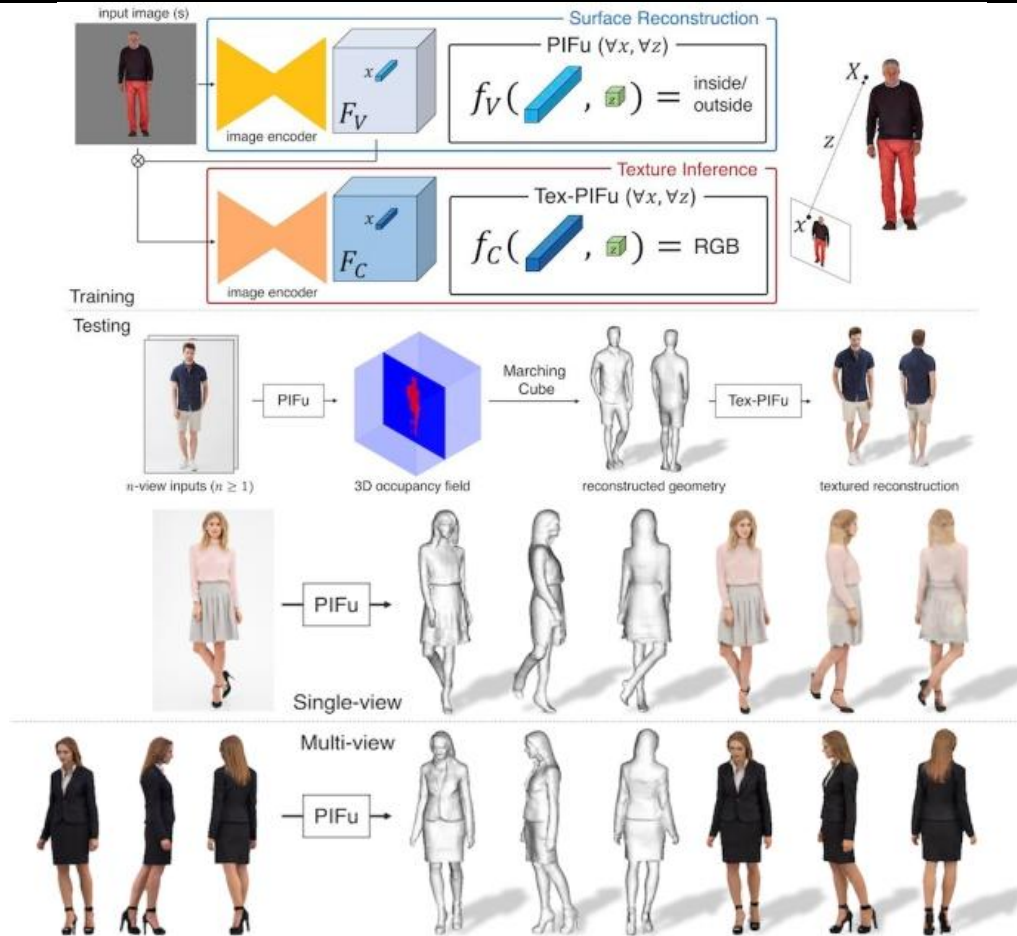 input image (s)
Surface Reconstruction
PIFu (∀x, ∀z)
x
F_V
f_V( , z ) = inside/
outside
image encoder
X
z
x
Texture Inference
Tex-PIFu (∀x, ∀z)
x
F_C
f_C( , z ) = RGB
image encoder
Training
Testing
PIFu
Marching
Cube
Tex-PIFu
n-view inputs (n ≥ 1)
3D occupancy field
reconstructed geometry
textured reconstruction
PIFu
Single-view
Multi-view
PIFu